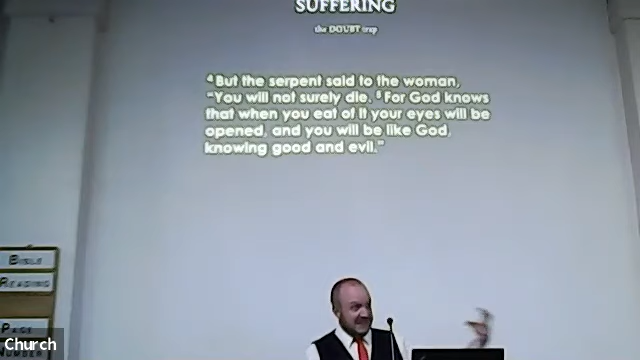 SUFFERING
the DOUBT trap
4 But the serpent said to the woman,
"You will not surely die. 5 For God knows
that when you eat of it your eyes will be
opened, and you will be like God,
knowing good and evil."
BIBLE
READING
PAGE
NUMBER
Church